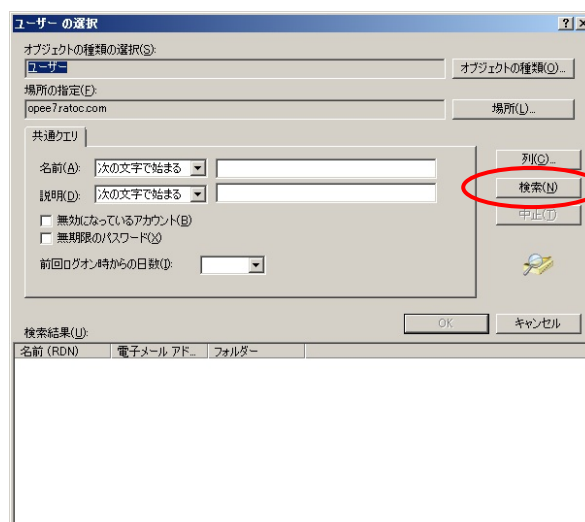 ユーザー の選択
オブジェクトの種類の選択(S):
ユーザー
オブジェクトの種類(O)...
場所の指定(F):
opee7.ratoc.com
場所(L)...
共通クエリ
名前(A): 次の文字で始まる
説明(D): 次の文字で始まる
無効になっているアカウント(B)
無期限のパスワード(X)
前回ログオン時からの日数(I):
列(C)...
検索(N)
中止(T)
OK
キャンセル
検索結果(U):
名前 (RDN) 電子メール アド... フォルダー